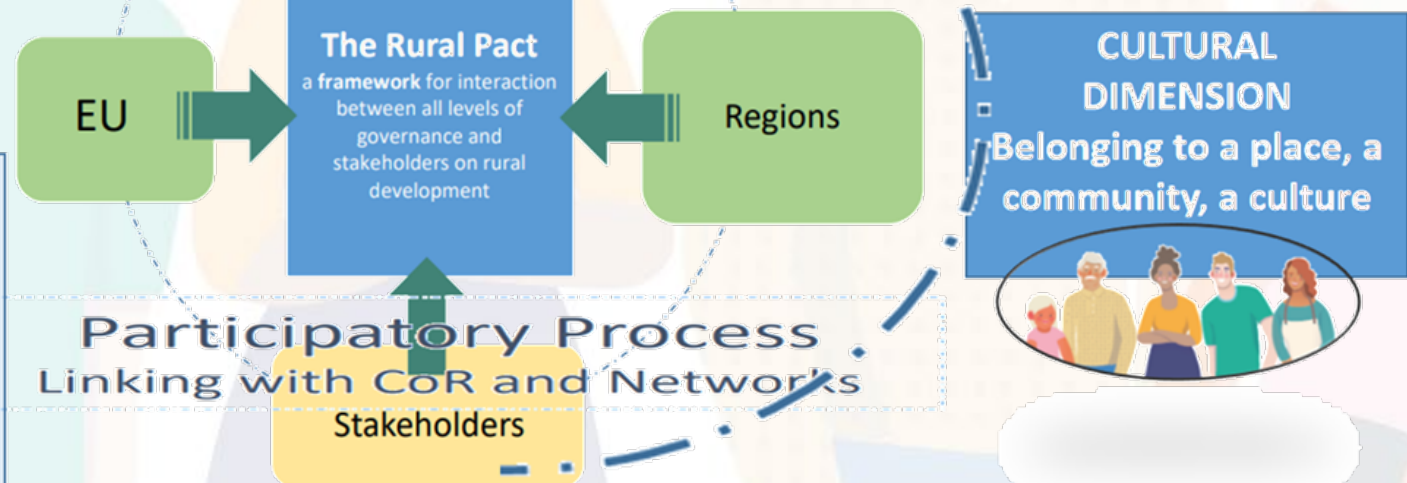 The Rural Pact
a framework for interaction
between all levels of
governance and
stakeholders on rural
development
EU
Regions
Participatory Process
Linking with CoR and Networks
Stakeholders
CULTURAL
DIMENSION
Belonging to a place, a
community, a culture